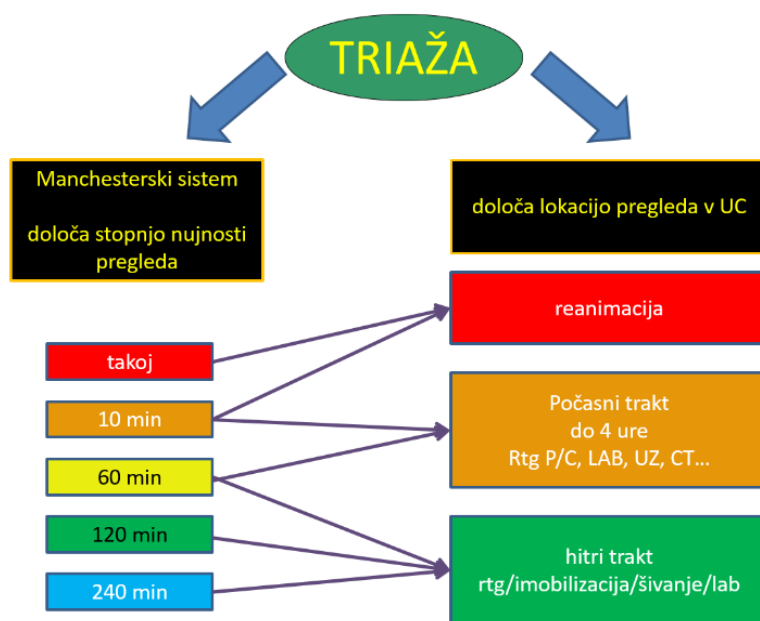 TRIAŽA
Manchesterski sistem
določa stopnjo nujnosti
pregleda
določa lokacijo pregleda v UC
takoj
10 min
60 min
120 min
240 min
reanimacija
Počasni trakt
do 4 ure
Rtg P/C, LAB, UZ, CT...
hitri trakt
rtg/imobilizacija/šivanje/lab